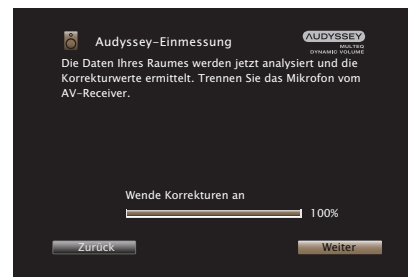 Audyssey-Einmessung
AUDYSSEY
MULTEQ
DYNAMIC VOLUME
Die Daten Ihres Raumes werden jetzt analysiert und die
Korrekturwerte ermittelt. Trennen Sie das Mikrofon vom
AV-Receiver.
Wende Korrekturen an
100%
Zurück
Weiter